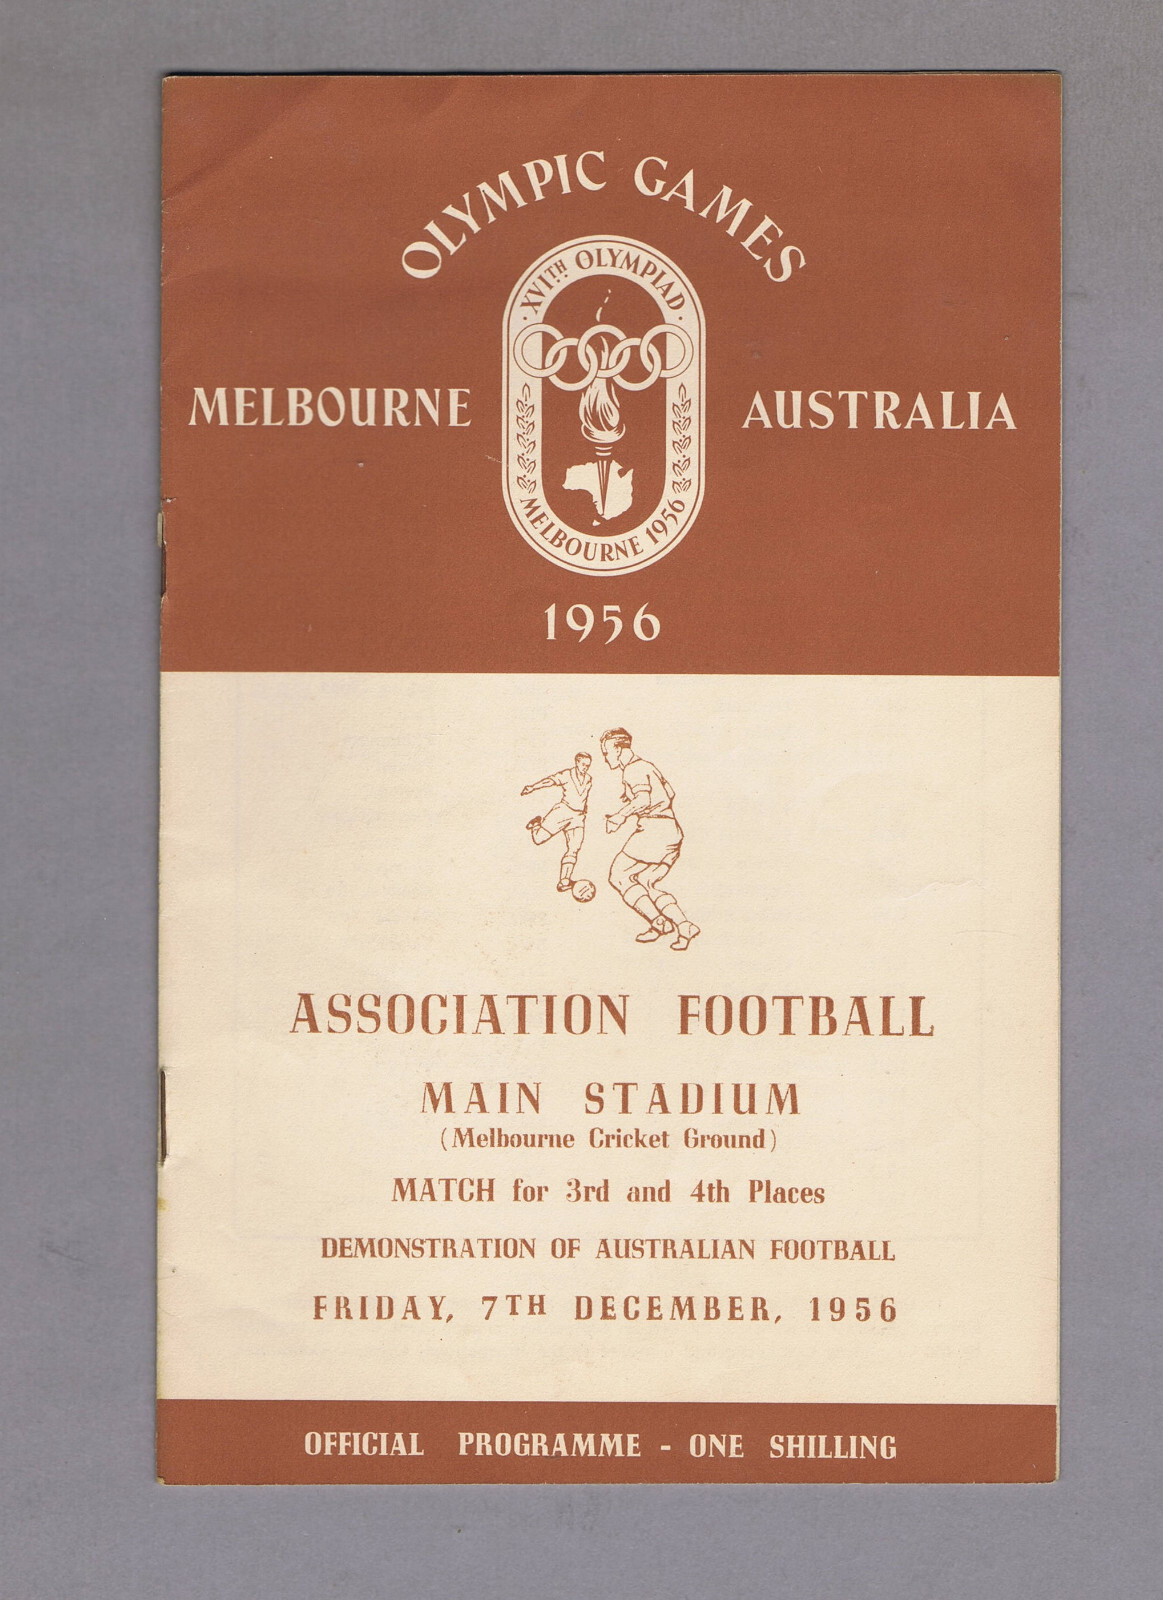 OLYMPIC GAMES
XVITH OLYMPIAD
MELBOURNE
AUSTRALIA
MELBOURNE 1956
1956
ASSOCIATION FOOTBALL
MAIN STADIUM
(Melbourne Cricket Ground)
MATCH for 3rd and 4th Places
DEMONSTRATION OF AUSTRALIAN FOOTBALL
FRIDAY, 7TH DECEMBER, 1956
OFFICIAL PROGRAMME - ONE SHILLING